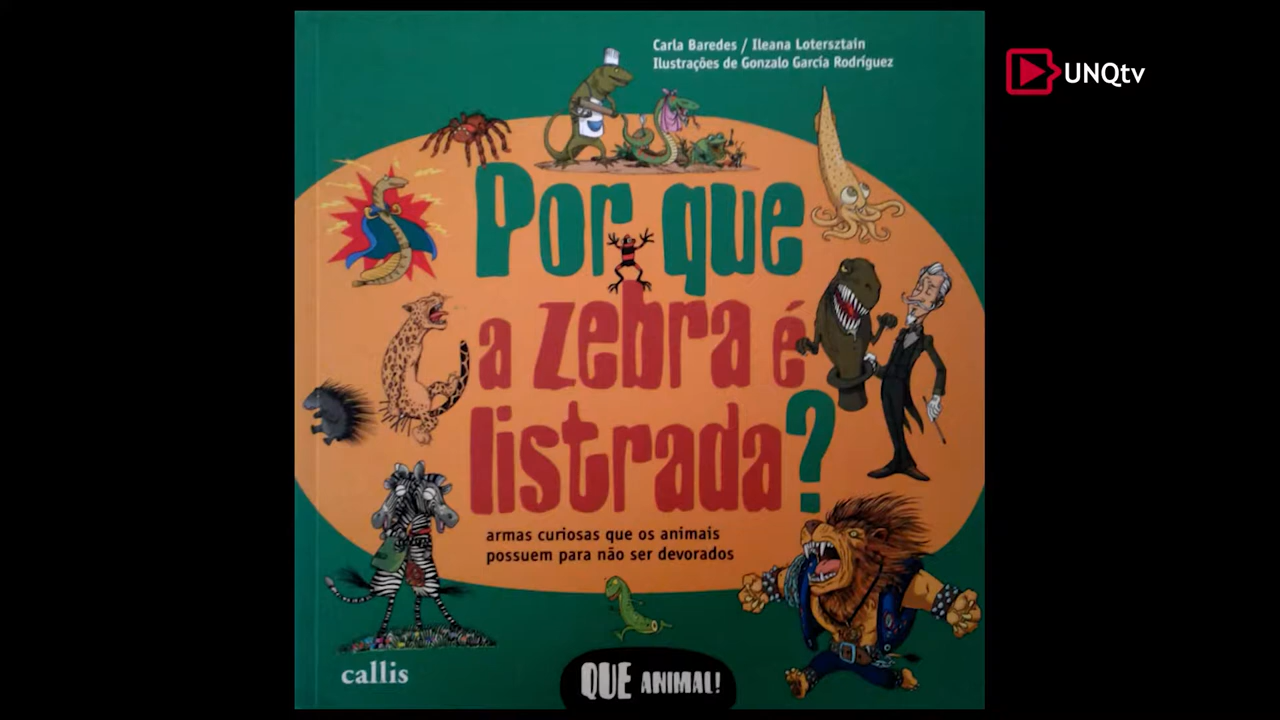 Carla Baredes / Ileana Lotersztain
Ilustrações de Gonzalo García Rodríguez
UNQtv
Por que
a zebra é
listrada?
armas curiosas que os animais
possuem para não ser devorados
callis
QUE ANIMAL!